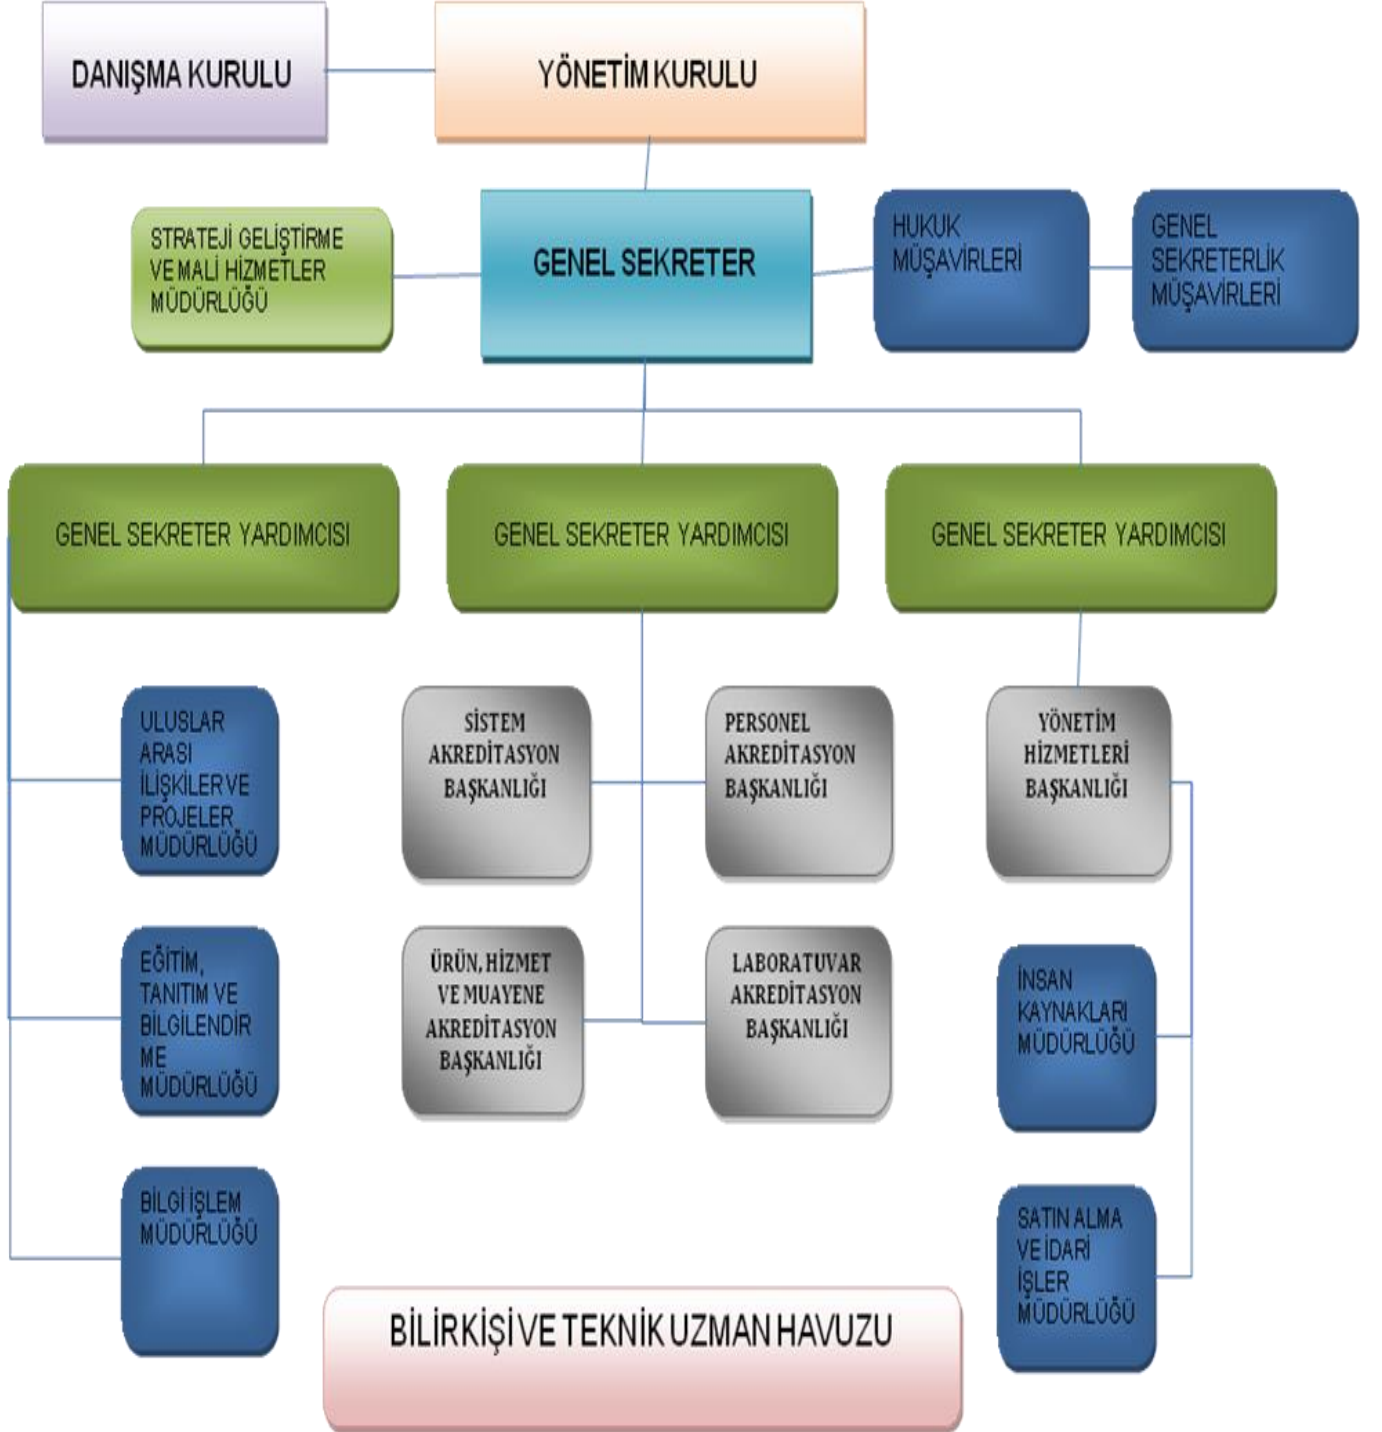 DANIŞMA KURULU
YÖNETİM KURULU
STRATEJİ GELİŞTİRME
VE MALİ HİZMETLER
MÜDÜRLÜĞÜ
GENEL SEKRETER
HUKUK
MÜŞAVİRLERİ
GENEL
SEKRETERLİK
MÜŞAVİRLERİ
GENEL SEKRETER YARDIMCISI
GENEL SEKRETER YARDIMCISI
GENEL SEKRETER YARDIMCISI
ULUSLAR
ARASI
İLİŞKİLER VE
PROJELER
MÜDÜRLÜĞÜ
SİSTEM
AKREDİTASYON
BAŞKANLIĞI
PERSONEL
AKREDİTASYON
BAŞKANLIĞI
YÖNETİM
HİZMETLERİ
BAŞKANLIĞI
EĞİTİM,
TANITIM VE
BİLGİLENDİR
ME
MÜDÜRLÜĞÜ
ÜRÜN, HİZMET
VE MUAYENE
AKREDİTASYON
BAŞKANLIĞI
LABORATUVAR
AKREDİTASYON
BAŞKANLIĞI
İNSAN
KAYNAKLARI
MÜDÜRLÜĞÜ
BİLGİ İŞLEM
MÜDÜRLÜĞÜ
SATIN ALMA
VE İDARİ
İŞLER
MÜDÜRLÜĞÜ
BİLİRKİŞİ VE TEKNİK UZMAN HAVUZU